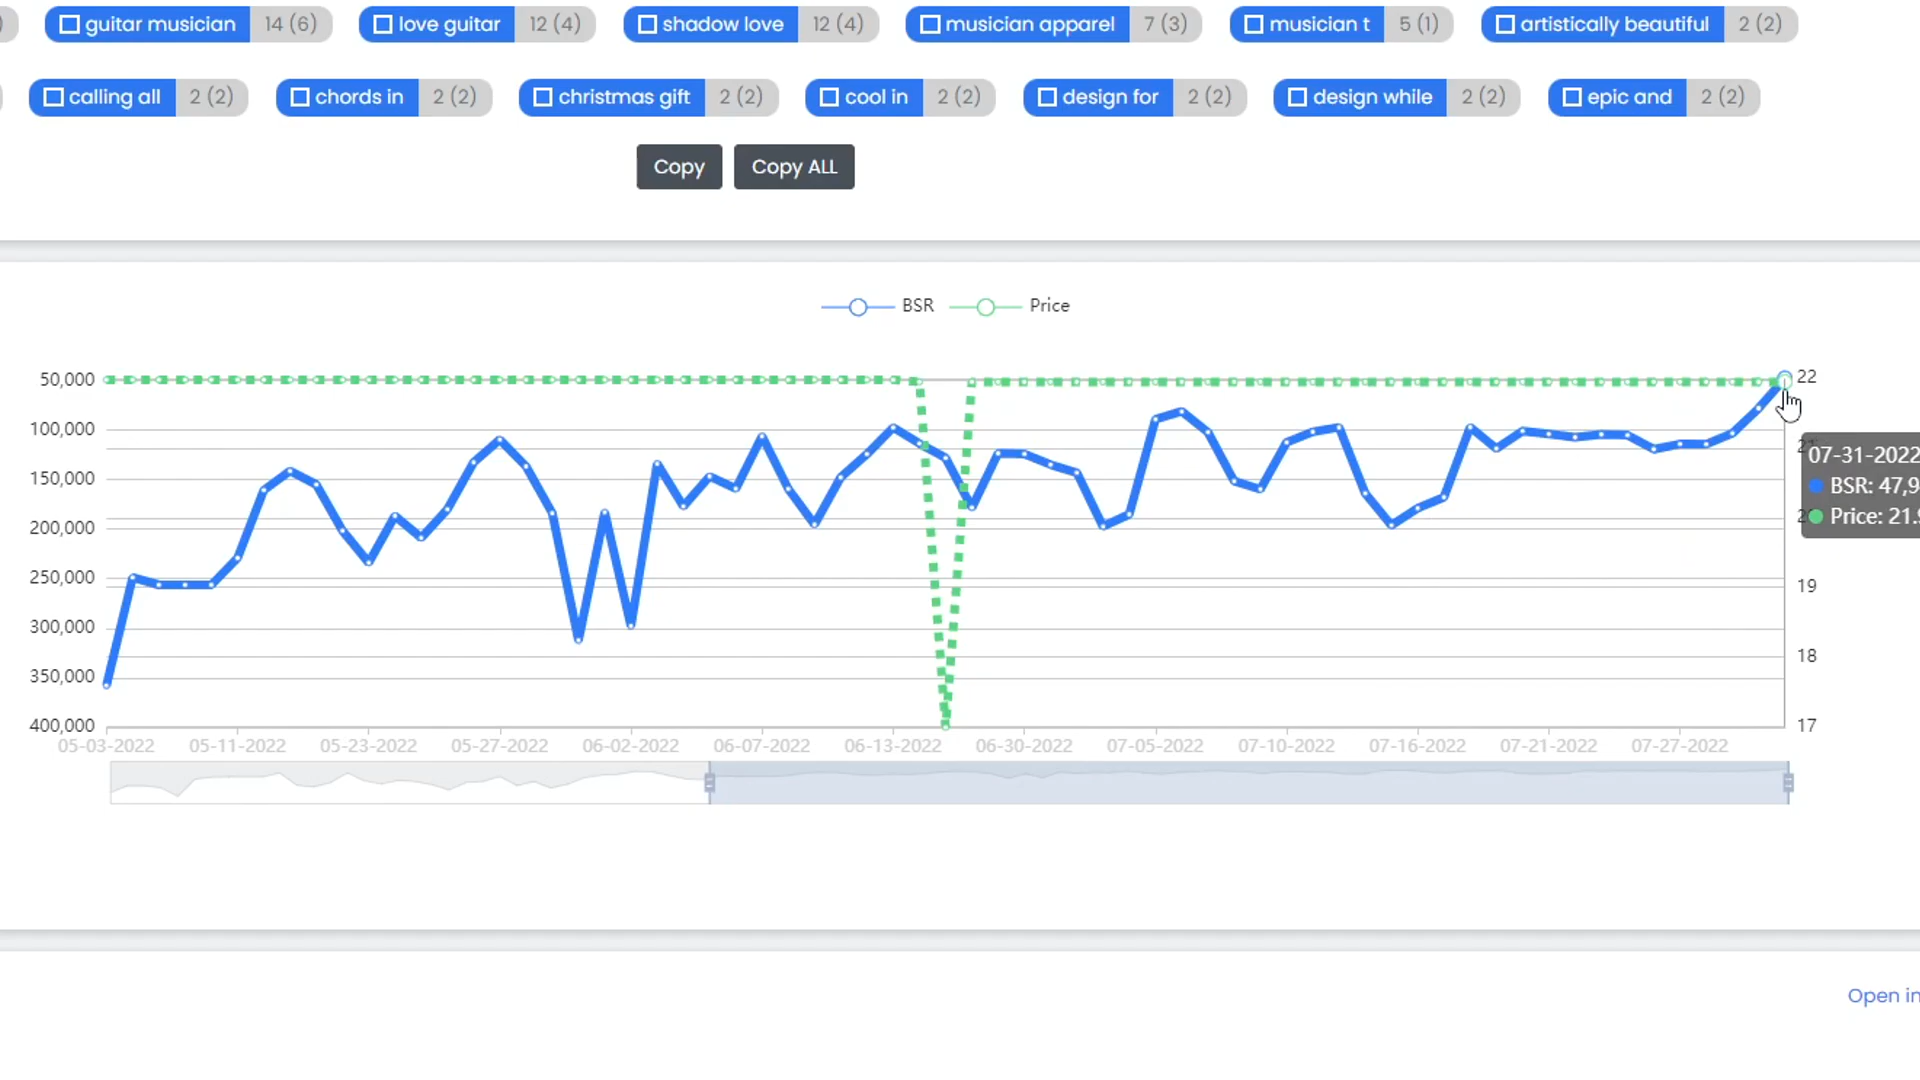 guitar musician 14 (6) love guitar 12 (4) shadow love 12 (4) musician apparel 7 (3) musician t 5 (1) artistically beautiful 2 (2)
calling all 2 (2) chords in 2 (2) christmas gift 2 (2) cool in 2 (2) design for 2 (2) design while 2 (2) epic and 2 (2)
Copy Copy ALL
BSR Price
50,000
100,000
150,000
200,000
250,000
300,000
350,000
400,000
22
19
18
17
07-31-2022
BSR: 47,9
Price: 21.9
05-03-2022 05-11-2022 05-23-2022 05-27-2022 06-02-2022 06-07-2022 06-13-2022 06-30-2022 07-05-2022 07-10-2022 07-16-2022 07-21-2022 07-27-2022
Open in